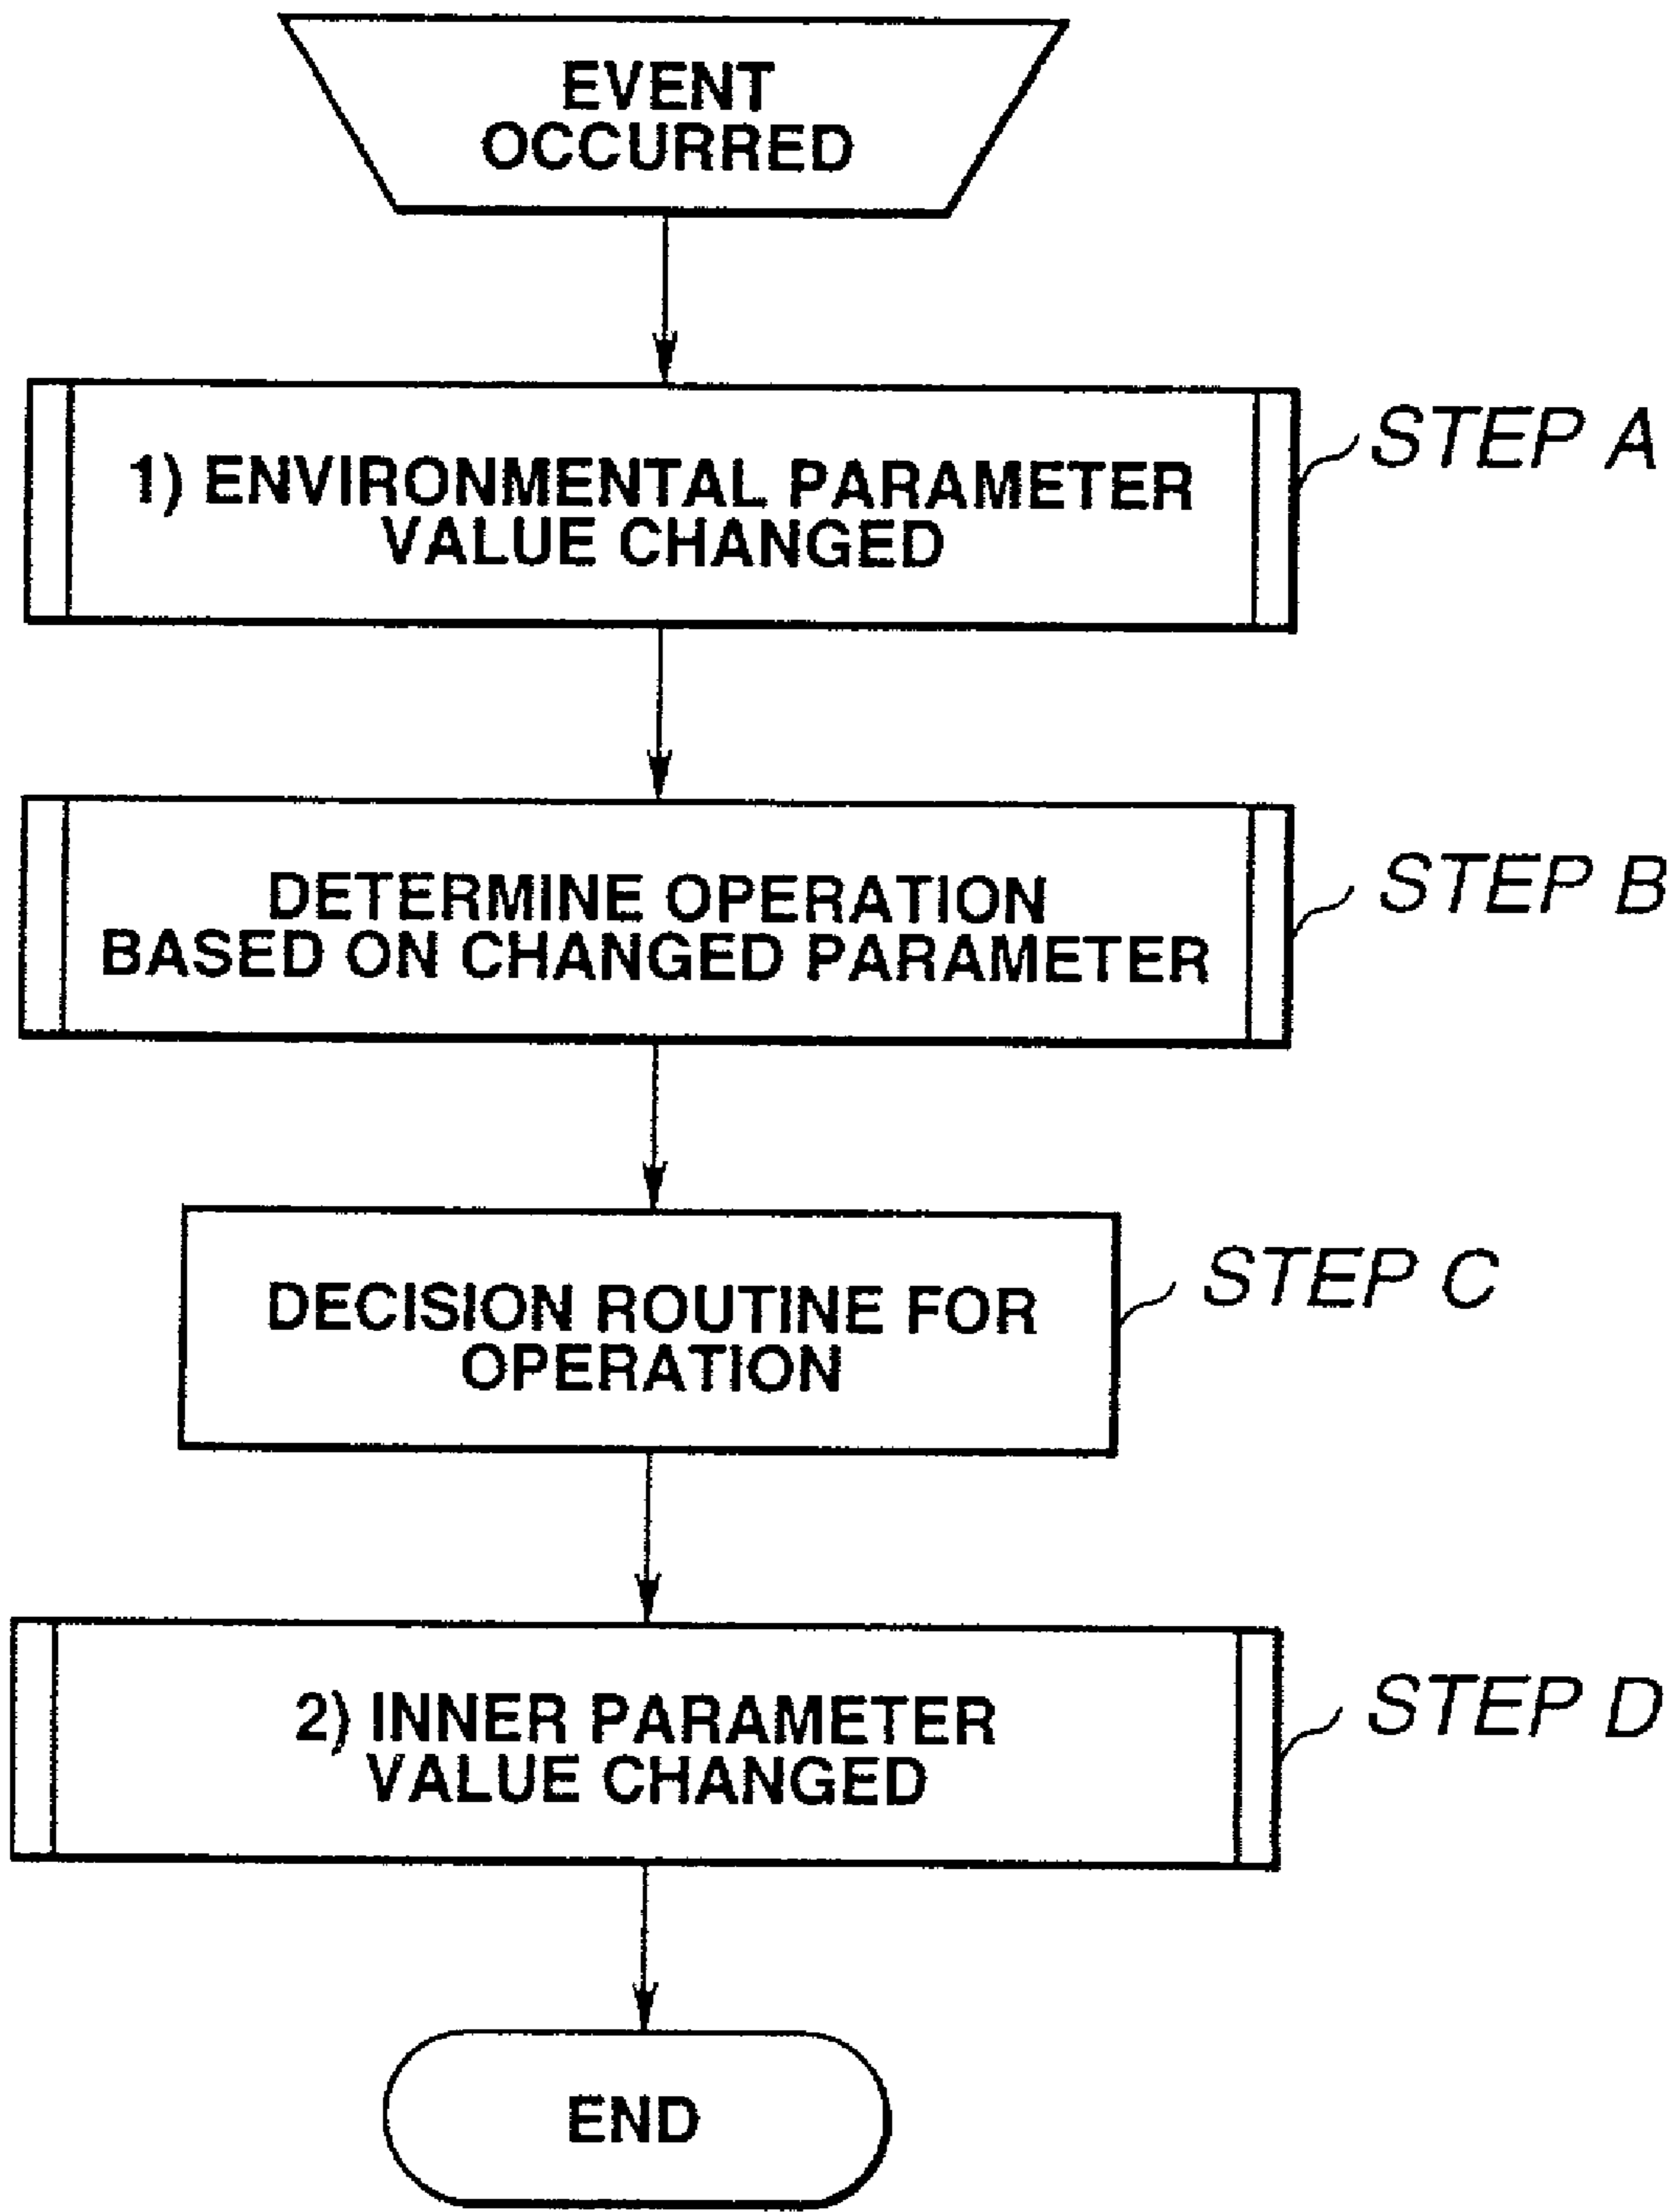 EVENT
OCCURRED
1) ENVIRONMENTAL PARAMETER
VALUE CHANGED
STEP A
DETERMINE OPERATION
BASED ON CHANGED PARAMETER
STEP B
DECISION ROUTINE FOR
OPERATION
STEP C
2) INNER PARAMETER
VALUE CHANGED
STEP D
END